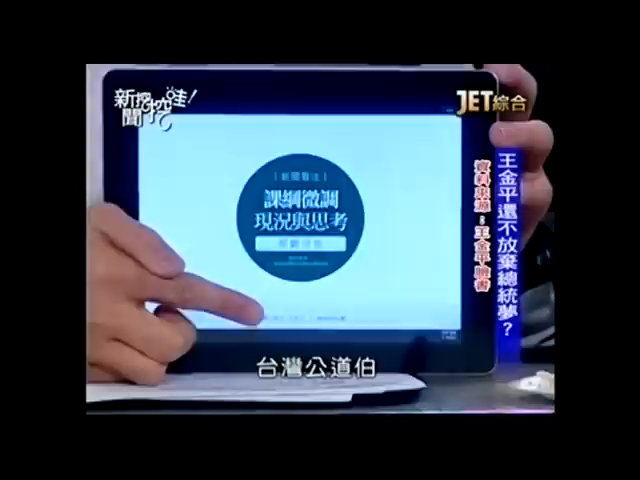 新聞挖挖哇!
JET綜合
新聞看法
課綱微調
現況與思考
王金平還不放棄總統夢?
資料來源:王金平臉書
台灣公道伯